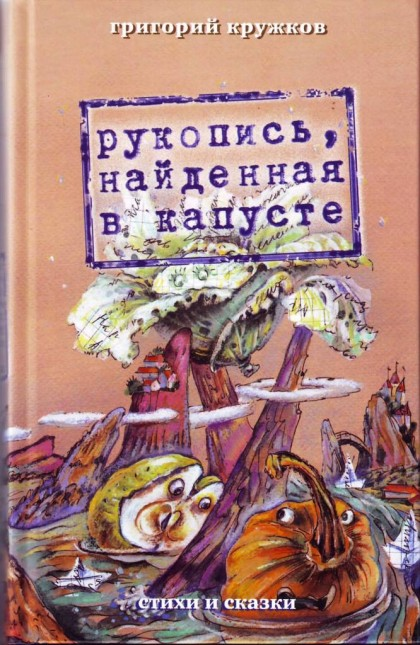 григорий кружков
рукопись,
найденная
в капусте
стихи и сказки